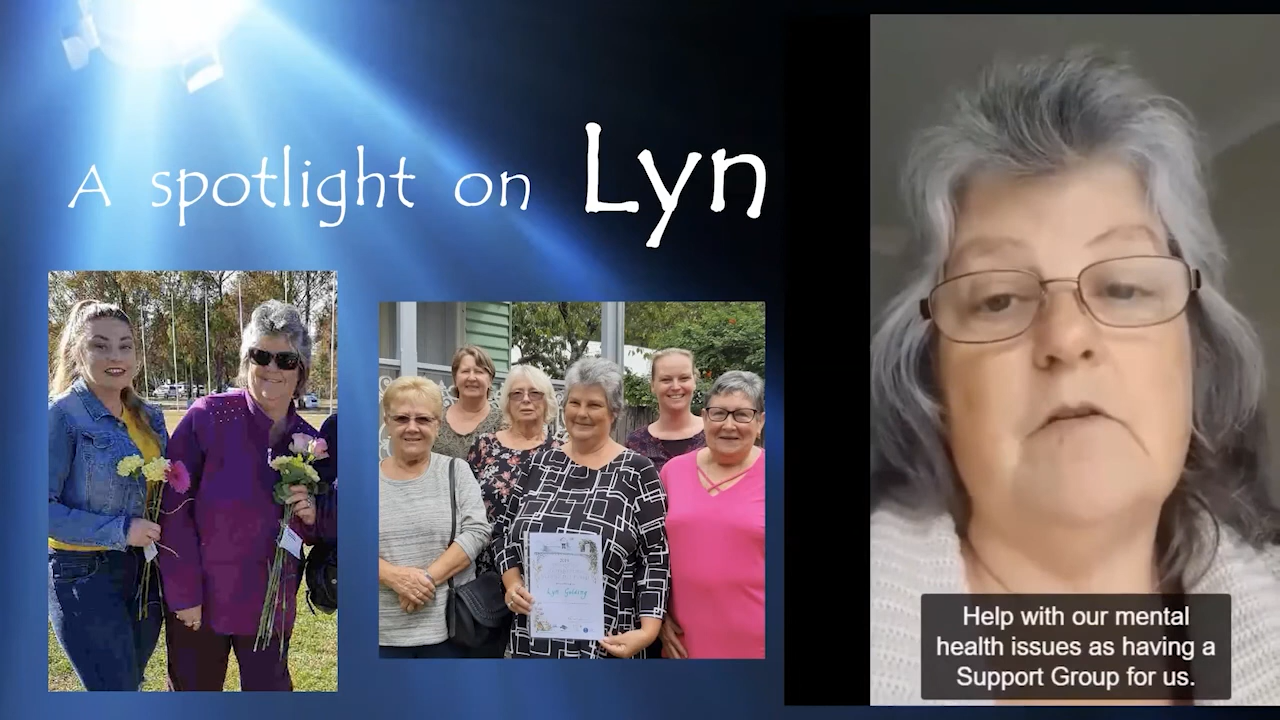 A spotlight on Lyn
Help with our mental
health issues as having a
Support Group for us.